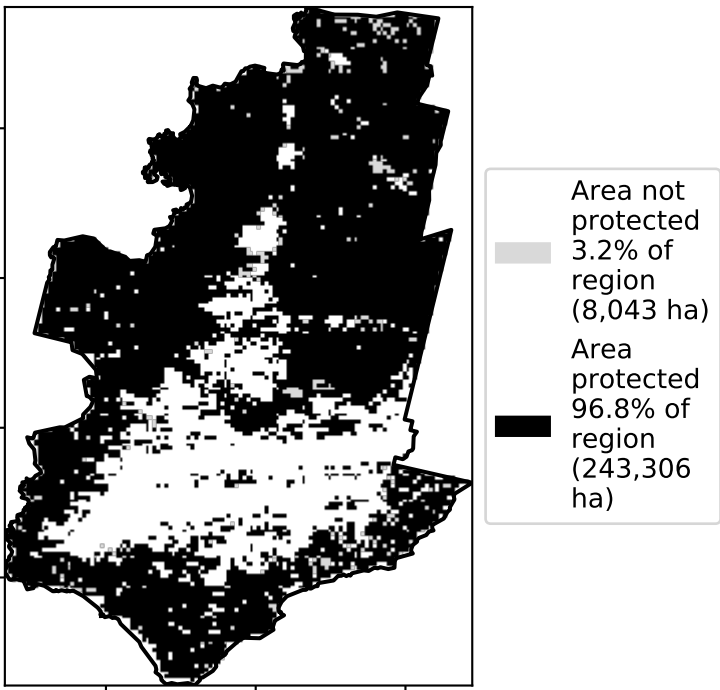 Area not
protected
3.2% of
region
(8,043 ha)
Area
protected
96.8% of
region
(243,306
ha)